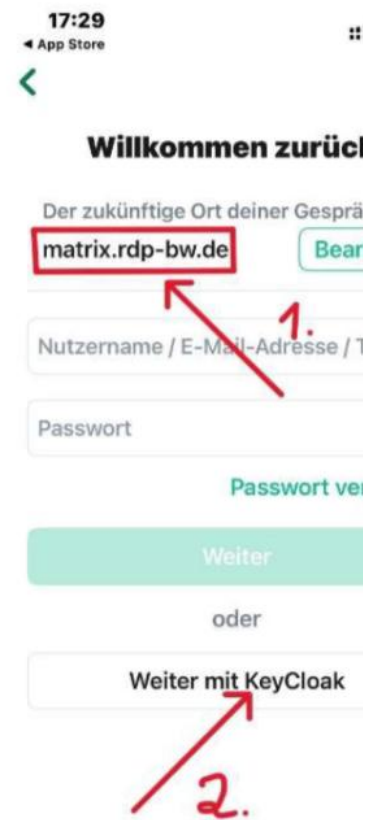 17:29
◀ App Store
Willkommen zurüc
Der zukünftige Ort deiner Gesprä
matrix.rdp-bw.de
Bear
1.
Nutzername / E-Mail-Adresse / T
Passwort
Passwort ver
Weiter
oder
Weiter mit KeyCloak
2.